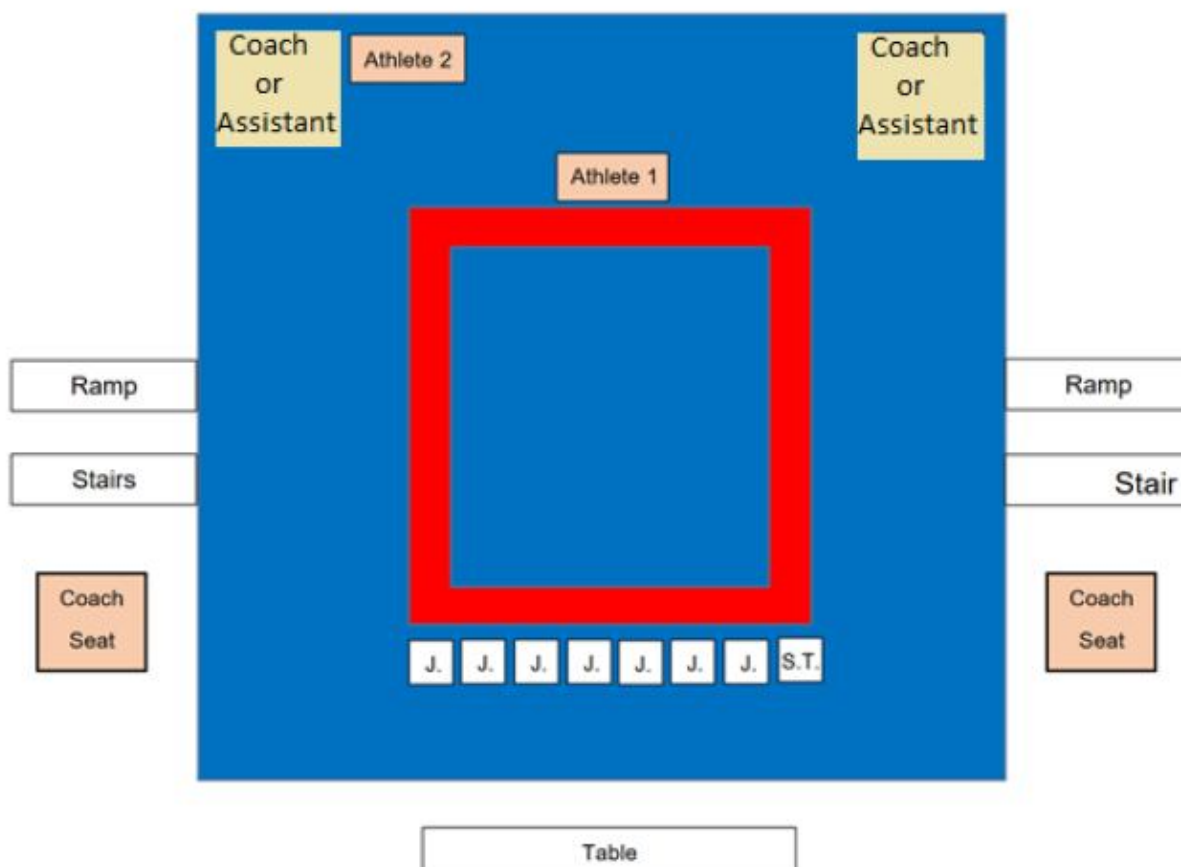 Coach
or
Assistant
Athlete 2
Coach
or
Assistant
Athlete 1
Ramp
Ramp
Stairs
Stair
Coach
Seat
Coach
Seat
J.
J.
J.
J.
J.
J.
J.
S.T.
Table